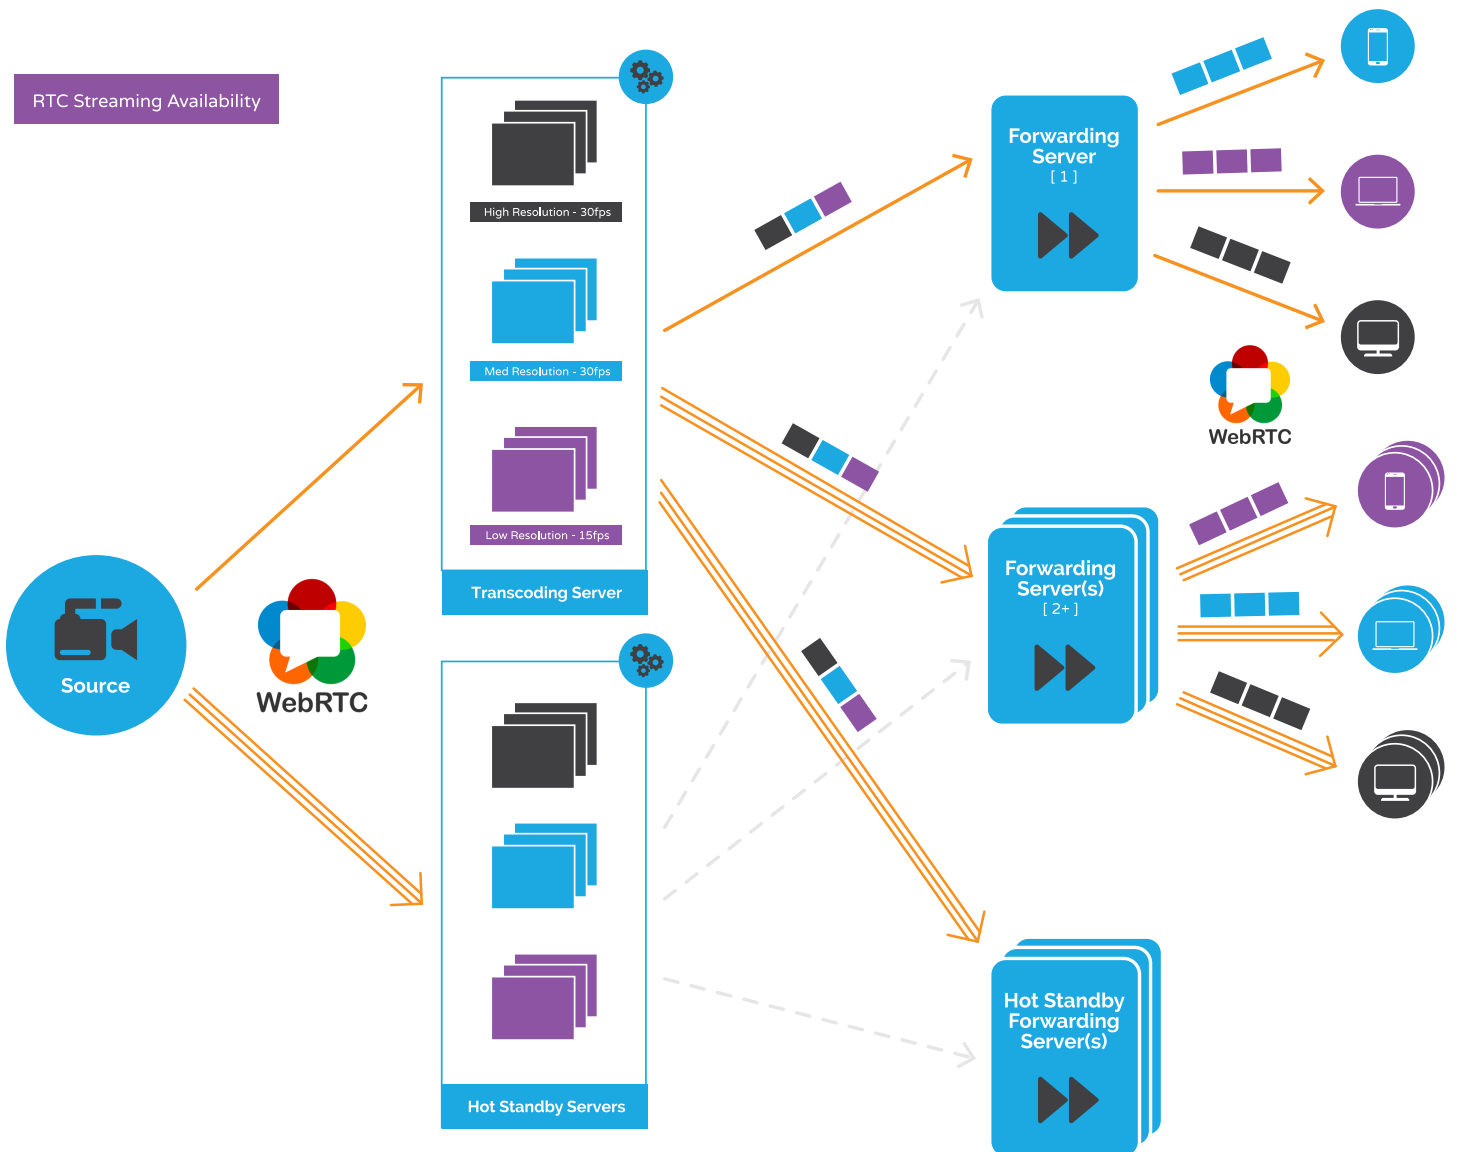 RTC Streaming Availability
High Resolution - 30fps
Med Resolution - 30fps
Low Resolution - 15fps
Transcoding Server
Source
WebRTC
Hot Standby Servers
Forwarding
Server
[ 1 ]
WebRTC
Forwarding
Server(s)
[ 2+ ]
Hot Standby
Forwarding
Server(s)